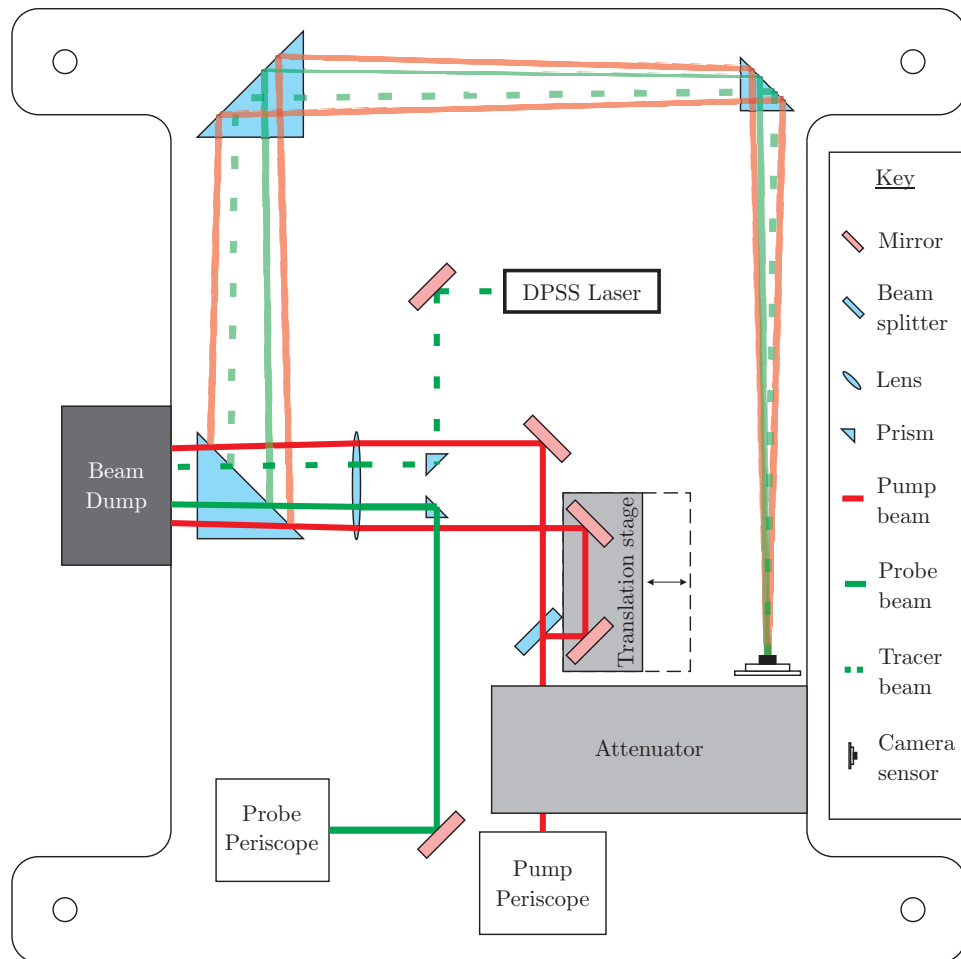 DPSS Laser
Beam
Dump
Translation stage
Attenuator
Probe
Periscope
Pump
Periscope
Key
Mirror
Beam
splitter
Lens
Prism
Pump
beam
Probe
beam
Tracer
beam
Camera
sensor